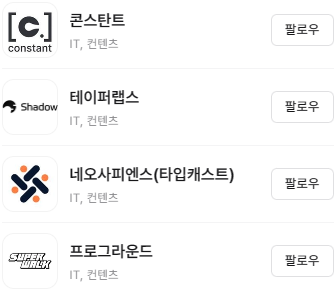 [c.]
constant
콘스탄트
IT, 컨텐츠
팔로우
Shadow
테이퍼랩스
IT, 컨텐츠
팔로우
네오사피엔스(타입캐스트)
IT, 컨텐츠
팔로우
SUPER
WALK
프로그라운드
IT, 컨텐츠
팔로우